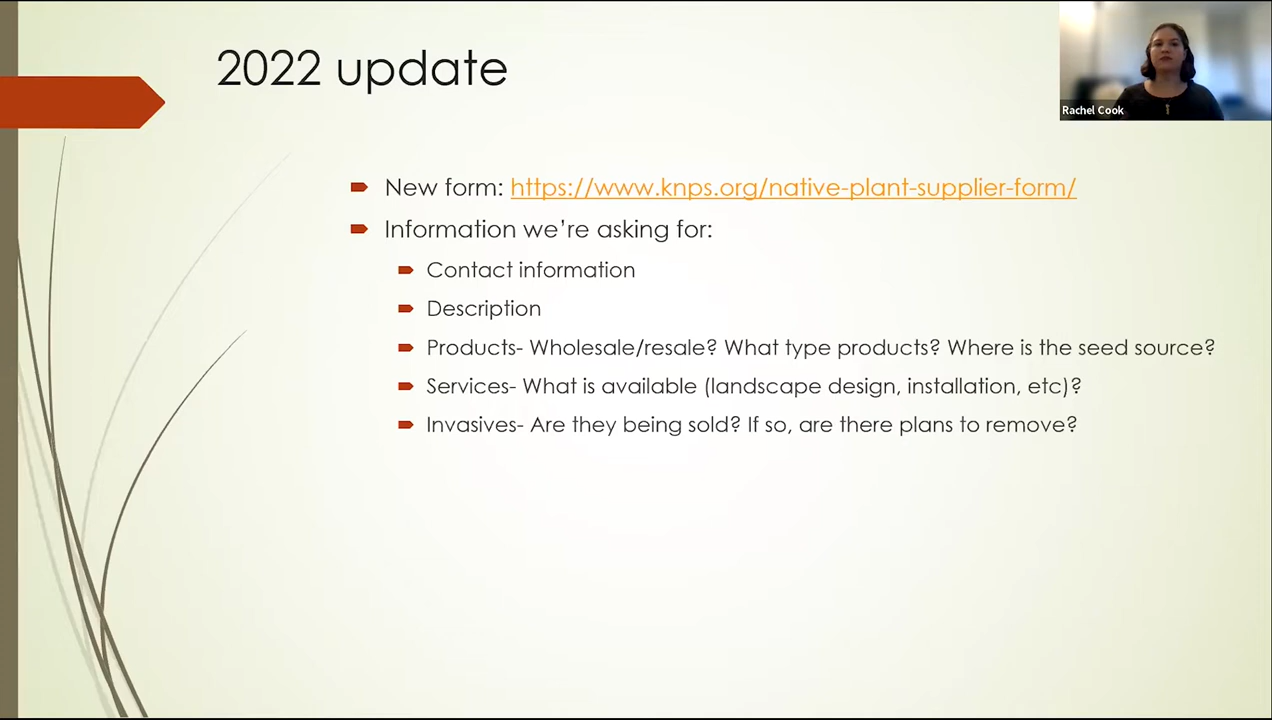 2022 update
Rachel Cook
New form: https://www.knps.org/native-plant-supplier-form/
Information we're asking for:
Contact information
Description
Products- Wholesale/resale? What type products? Where is the seed source?
Services- What is available (landscape design, installation, etc)?
Invasives- Are they being sold? If so, are there plans to remove?